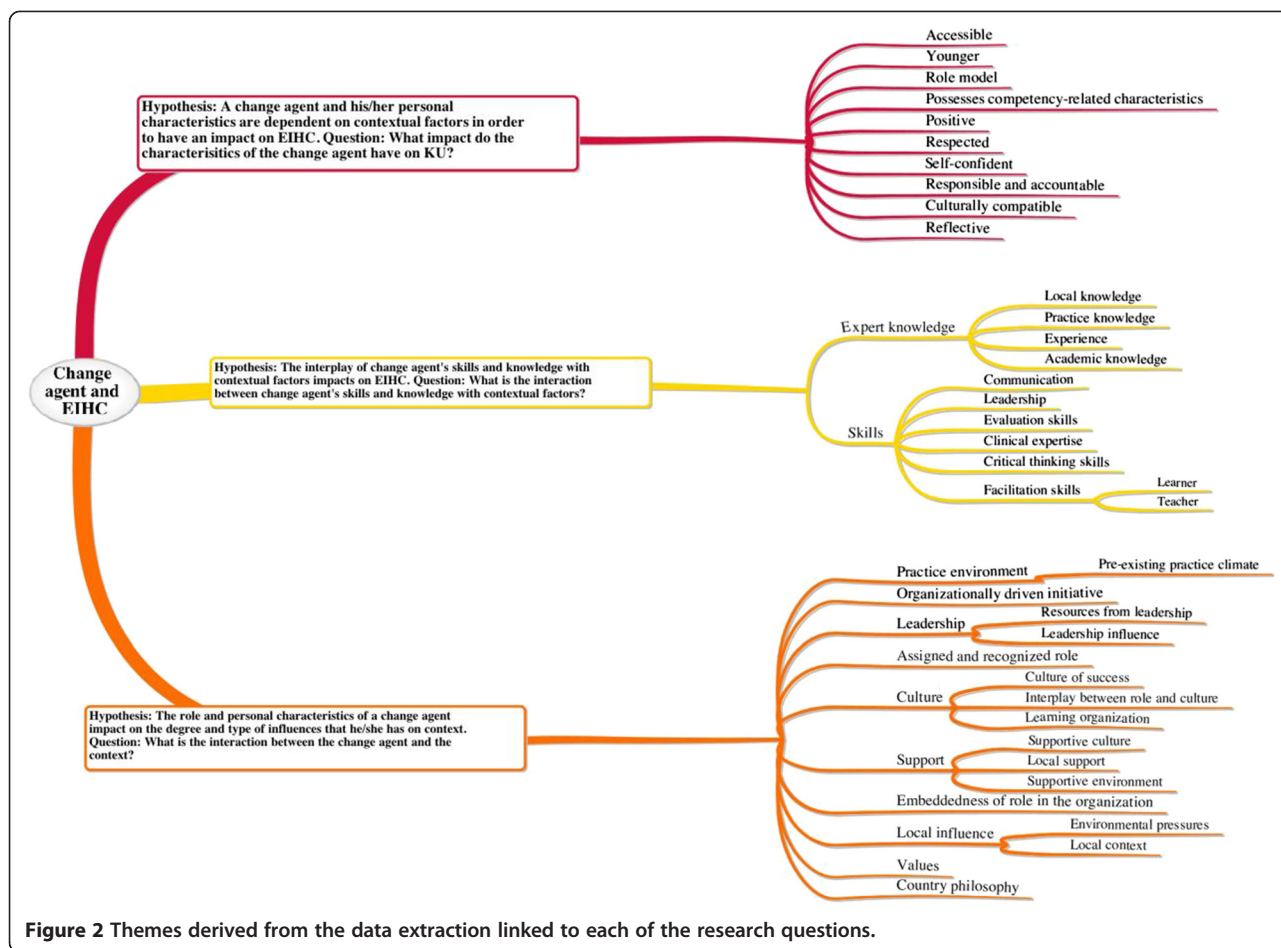 Change
agent and
EIHC
Hypothesis: A change agent and his/her personal
characteristics are dependent on contextual factors in order
to have an impact on EIHC. Question: What impact do the
characterisitics of the change agent have on KU?
Accessible
Younger
Role model
Possesses competency-related characteristics
Positive
Respected
Self-confident
Responsible and accountable
Culturally compatible
Reflective
Hypothesis: The interplay of change agent's skills and knowledge with
contextual factors impacts on EIHC. Question: What is the interaction
between change agent's skills and knowledge with contextual factors?
Expert knowledge
Local knowledge
Practice knowledge
Experience
Academic knowledge
Skills
Communication
Leadership
Evaluation skills
Clinical expertise
Critical thinking skills
Facilitation skills
Learner
Teacher
Hypothesis: The role and personal characteristics of a change agent
impact on the degree and type of influences that he/she has on context.
Question: What is the interaction between the change agent and the
context?
Practice environment
Pre-existing practice climate
Organizationally driven initiative
Leadership
Resources from leadership
Leadership influence
Assigned and recognized role
Culture
Culture of success
Interplay between role and culture
Learning organization
Support
Supportive culture
Local support
Supportive environment
Embeddedness of role in the organization
Local influence
Environmental pressures
Local context
Values
Country philosophy
Figure 2 Themes derived from the data extraction linked to each of the research questions.